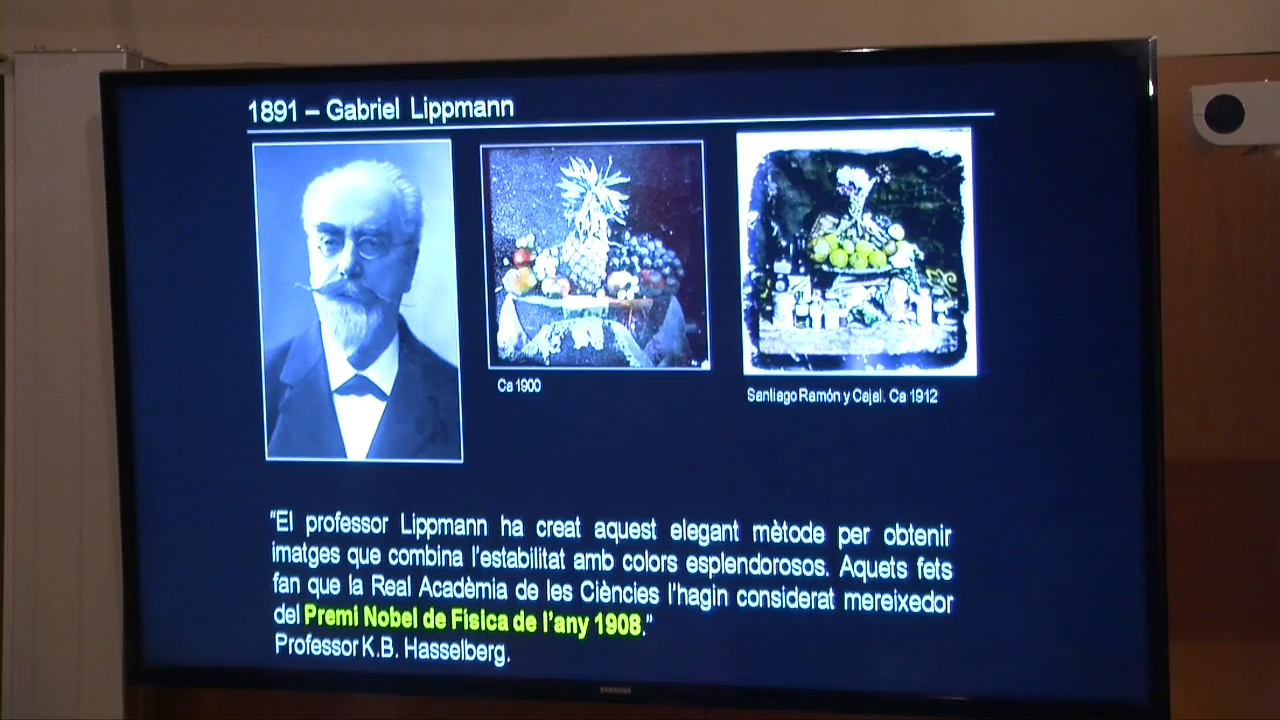 1891 – Gabriel Lippmann
Ca 1900
Santiago Ramón y Cajal. Ca 1912
“El professor Lippmann ha creat aquest elegant mètode per obtenir
imatges que combina l’estabilitat amb colors esplendorosos. Aquets fets
fan que la Real Acadèmia de les Ciències l’hagin considerat mereixedor
del Premi Nobel de Física de l’any 1908.”
Professor K.B. Hasselberg.
SAMSUNG